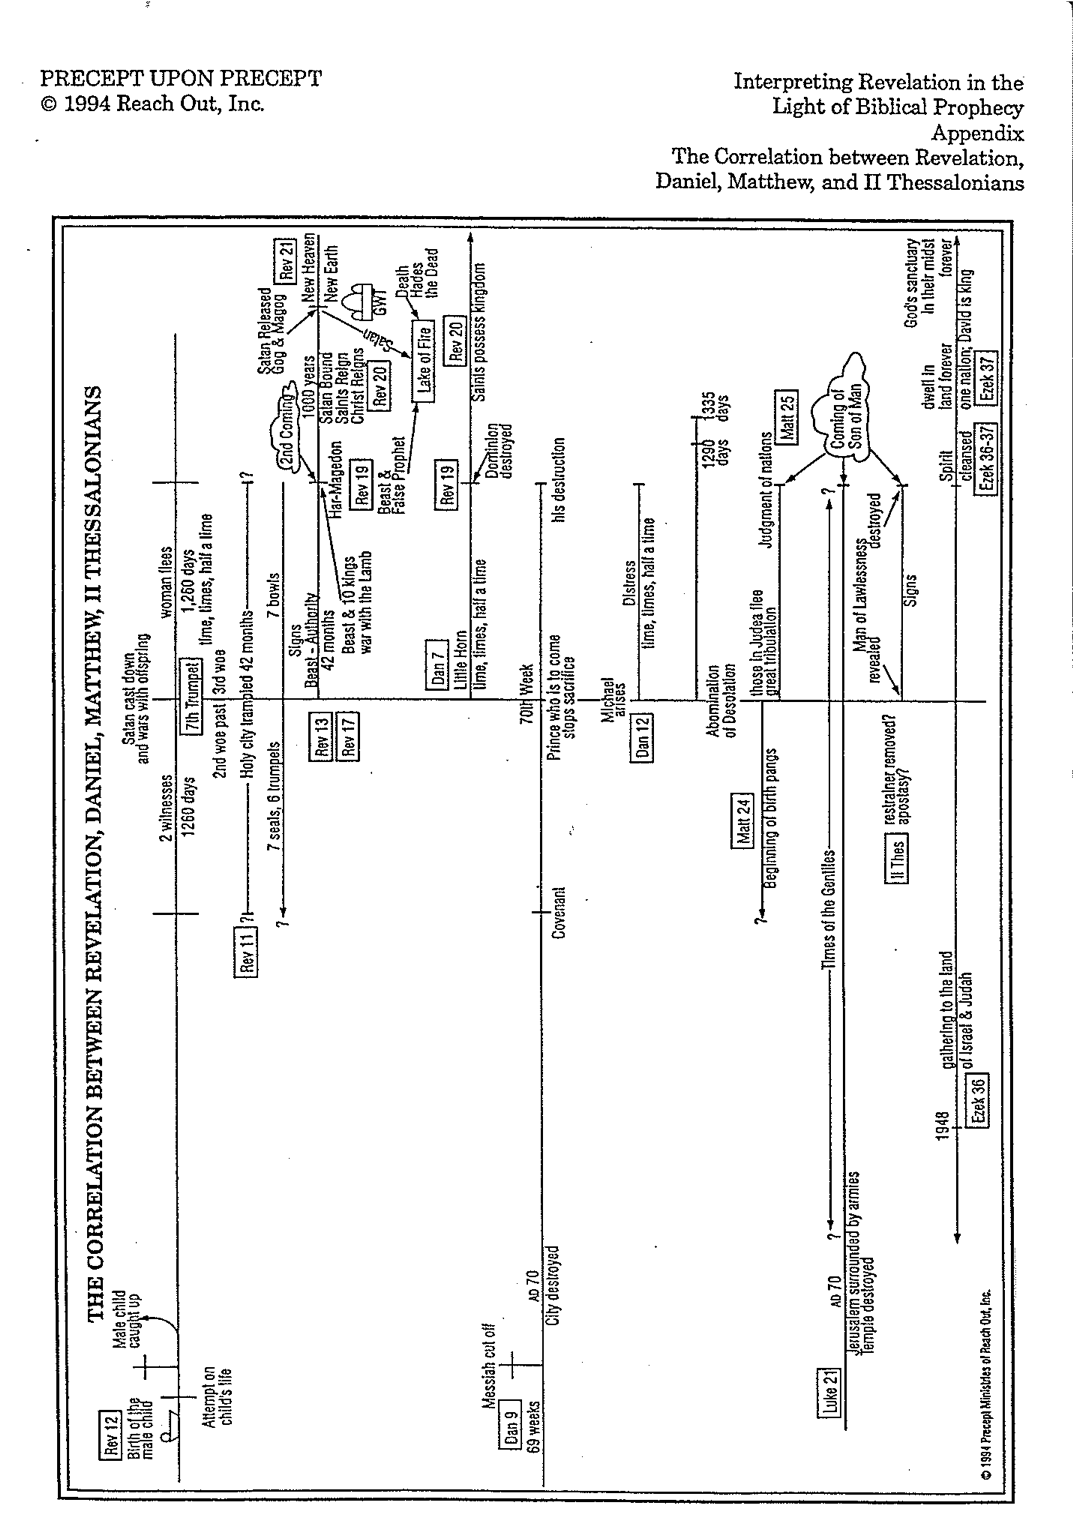 PRECEPT UPON PRECEPT
© 1994 Reach Out, Inc.
Interpreting Revelation in the
Light of Biblical Prophecy
Appendix
The Correlation between Revelation,
Daniel, Matthew, and II Thessalonians
THE CORRELATION BETWEEN REVELATION, DANIEL, MATTHEW, II THESSALONIANS
Rev 12
Birth of the
male child
Attempt on
child's life
Male child
caught up
2 witnesses
1260 days
Satan cast down
and wars with offspring
7th Trumpet
woman flees
1,260 days
time, times, half a time
2nd woe past 3rd woe
Rev 11
?
Holy city trampled 42 months
?
?
7 seals, 6 trumpets
7 bowls
Rev 13
Rev 17
Signs
Beast - Authority
42 months
Beast & 10 kings
war with the Lamb
Har-Magedon
Rev 19
2nd Coming
1000 years
Satan Bound
Saints Reign
Christ Reigns
Rev 20
Satan Released
Gog & Magog
Rev 21
New Heaven
New Earth
GWT
Satan
Beast &
False Prophet
Lake of Fire
Death
Hades
the Dead
Dan 7
Little Horn
time, times, half a time
Rev 19
Dominion
destroyed
Rev 20
Saints possess kingdom
Dan 9
69 weeks
Messiah cut off
AD 70
City destroyed
Covenant
70th Week
Prince who is to come
stops sacrifice
his destruction
Michael
arises
Dan 12
Distress
time, times, half a time
Abomination
of Desolation
1290
days
1335
days
Matt 24
?
Beginning of birth pangs
those in Judea flee
great tribulation
Judgment of nations
Matt 25
Coming of
Son of Man
Luke 21
AD 70
Jerusalem surrounded by armies
Temple destroyed
?
Times of the Gentiles
?
II Thes
restrainer removed?
apostasy?
Man of Lawlessness
revealed
destroyed
Signs
1948
Ezek 36
gathering to the land
of Israel & Judah
Spirit
cleansed
Ezek 36-37
dwell in
land forever
one nation; David is king
Ezek 37
God's sanctuary
in their midst
forever
© 1994 Precept Ministries of Reach Out, Inc.